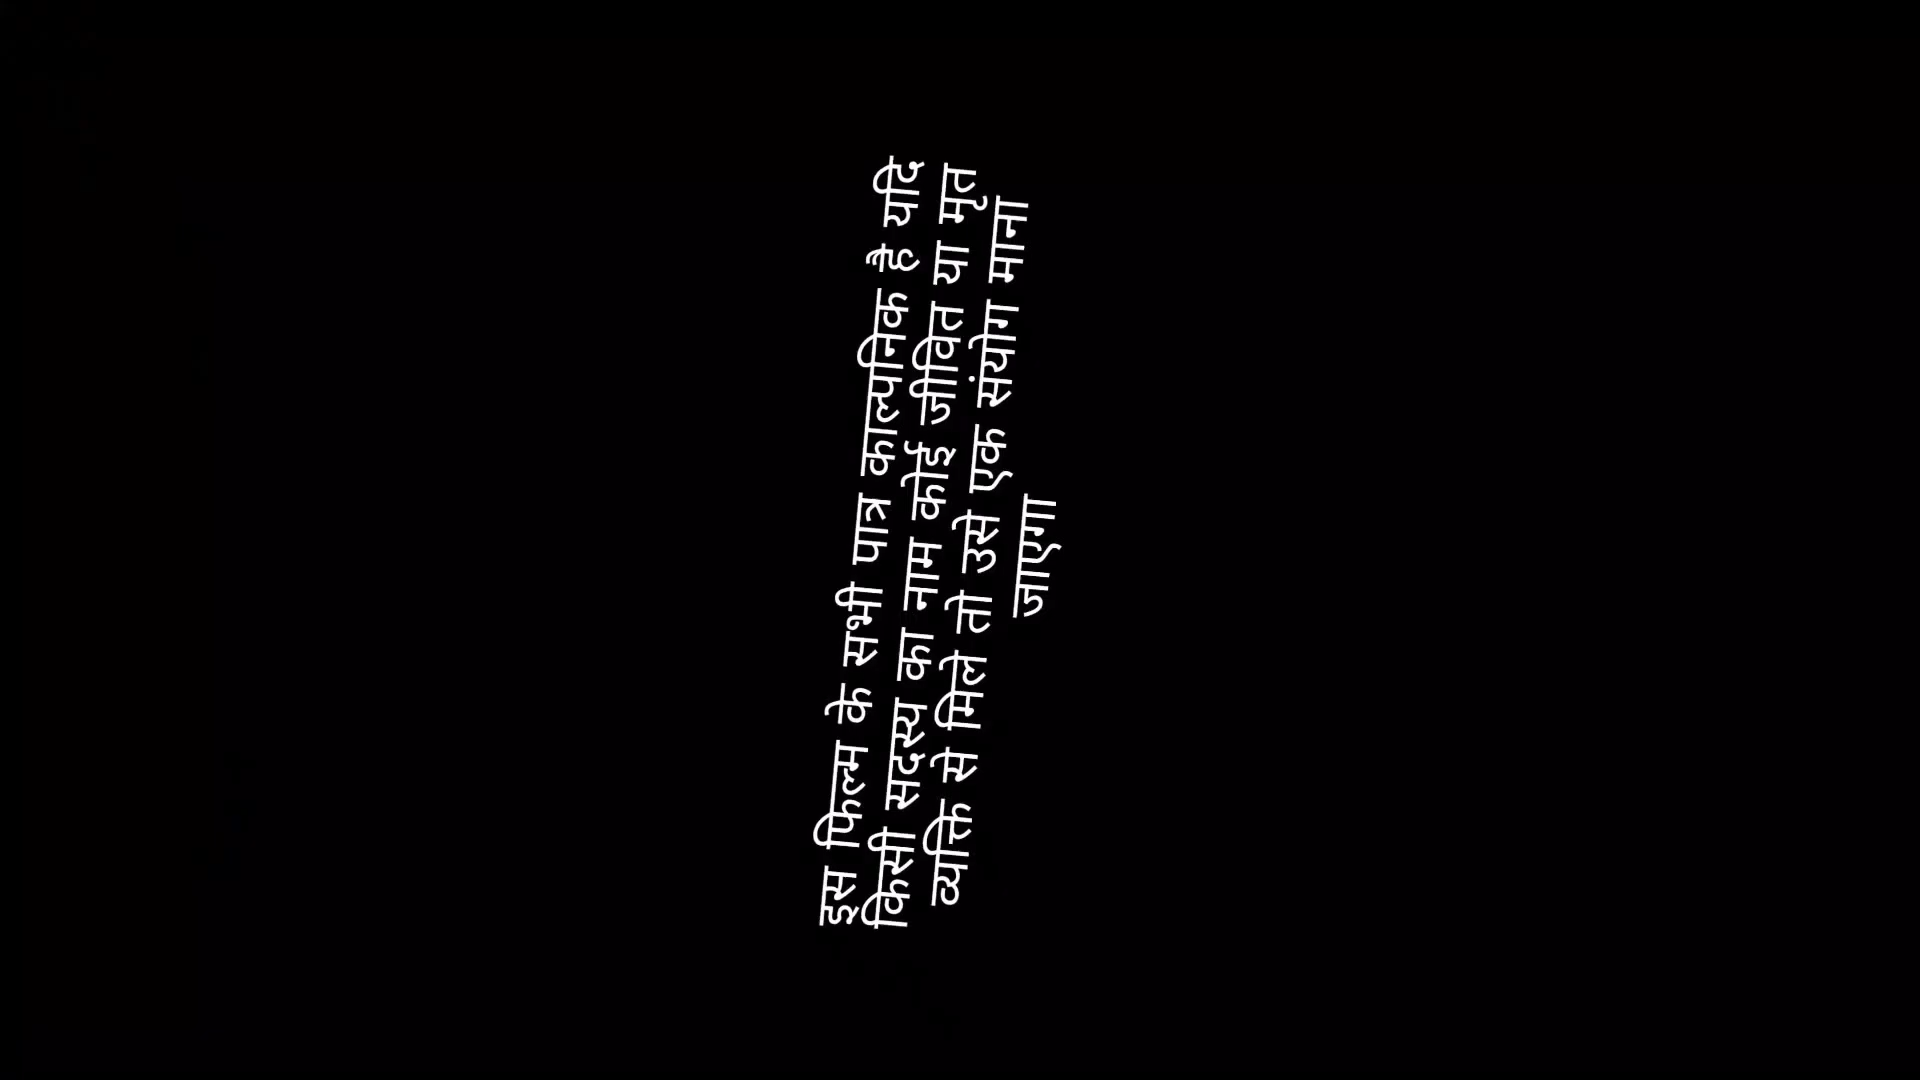 इस फिल्म के सभी पात्र काल्पनिक है यदि
किसी सदस्य का नाम कोई जीवित या मृत
व्यक्ति से मिले तो उसे एक संयोग माना
जाएगा